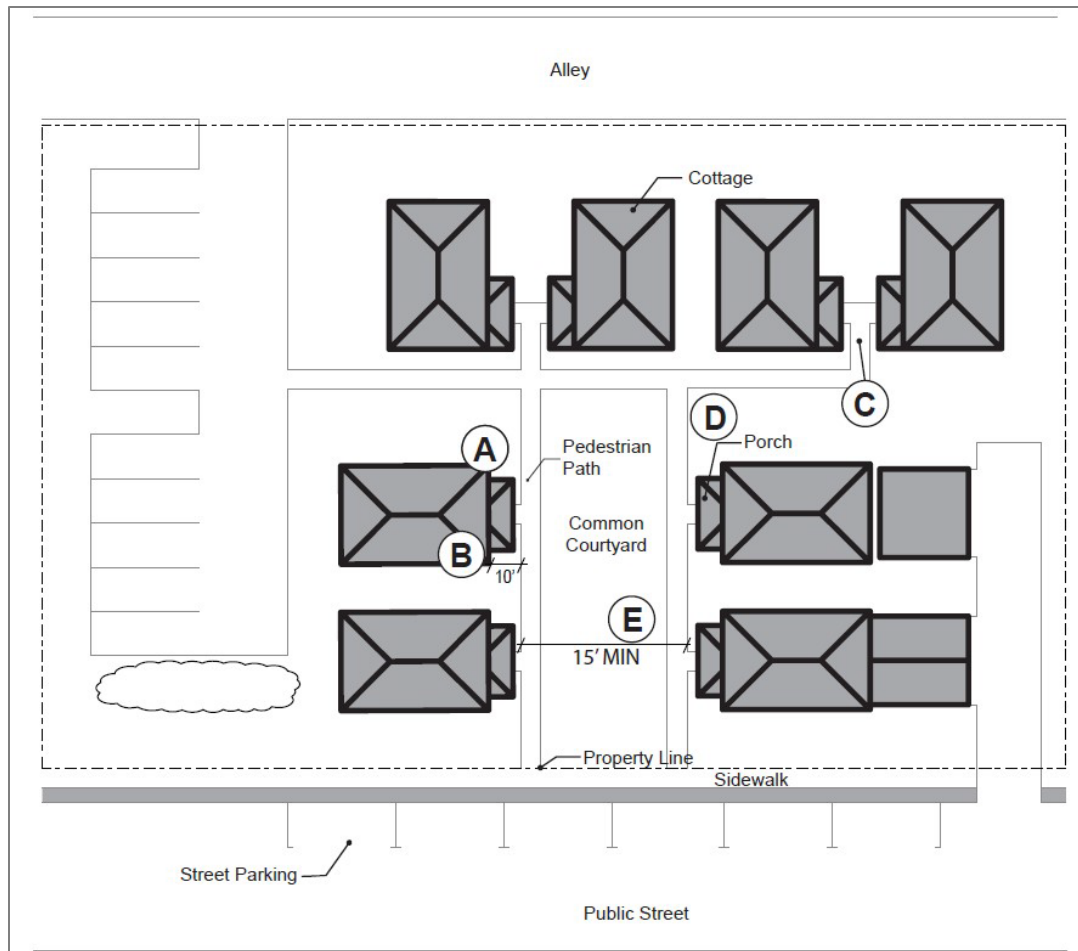 Alley
Cottage
C
A
D
Porch
Pedestrian
Path
Common
Courtyard
B
10'
E
15' MIN
Property Line
Sidewalk
Street Parking
Public Street